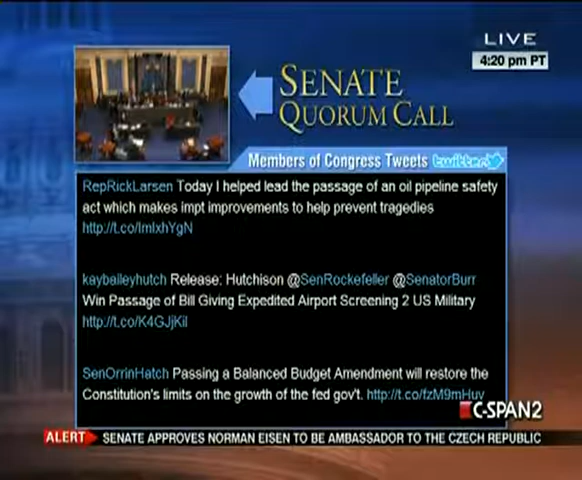 LIVE
4:20 pm PT
SENATE
QUORUM CALL
Members of Congress Tweets twitter
RepRickLarsen Today I helped lead the passage of an oil pipeline safety
act which makes impt improvements to help prevent tragedies
http://t.co/lmIxhYgN
kaybaileyhutch Release: Hutchison @SenRockefeller @SenatorBurr
Win Passage of Bill Giving Expedited Airport Screening 2 US Military
http://t.co/K4GJjKil
SenOrrinHatch Passing a Balanced Budget Amendment will restore the
Constitution's limits on the growth of the fed gov't. http://t.co/fzM9mHuv
C-SPAN2
ALERT SENATE APPROVES NORMAN EISEN TO BE AMBASSADOR TO THE CZECH REPUBLIC